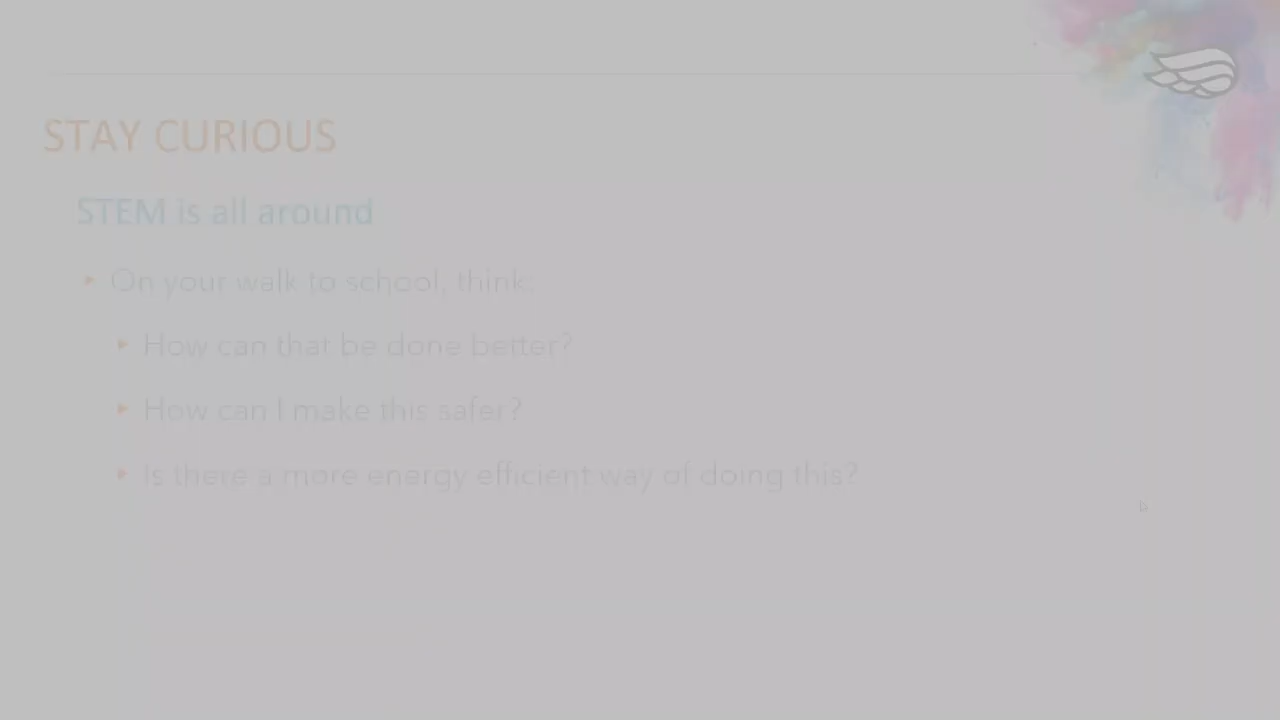 STAY CURIOUS
STEM is all around
On your walk to school, think:
How can that be done better?
How can I make this safer?
Is there a more energy efficient way of doing this?